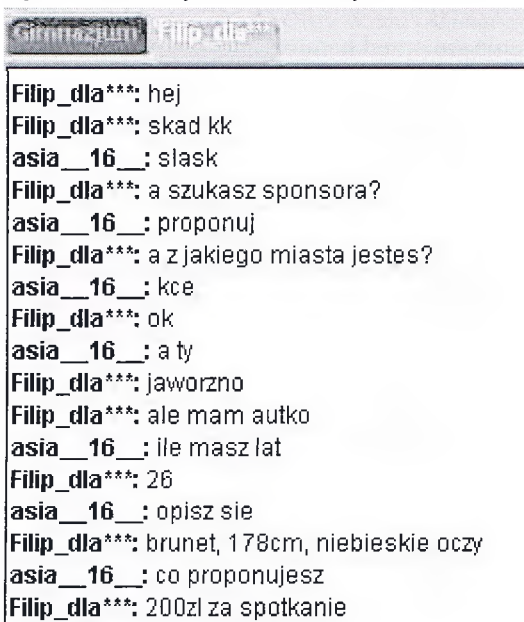 Gimnazjum Filip_dla***
Filip_dla***: hej
Filip_dla***: skad kk
asia__16__: slask
Filip_dla***: a szukasz sponsora?
asia__16__: proponuj
Filip_dla***: a z jakiego miasta jestes?
asia__16__: kce
Filip_dla***: ok
asia__16__: a ty
Filip_dla***: jaworzno
Filip_dla***: ale mam autko
asia__16__: ile masz lat
Filip_dla***: 26
asia__16__: opisz sie
Filip_dla***: brunet, 178cm, niebieskie oczy
asia__16__: co proponujesz
Filip_dla***: 200zl za spotkanie